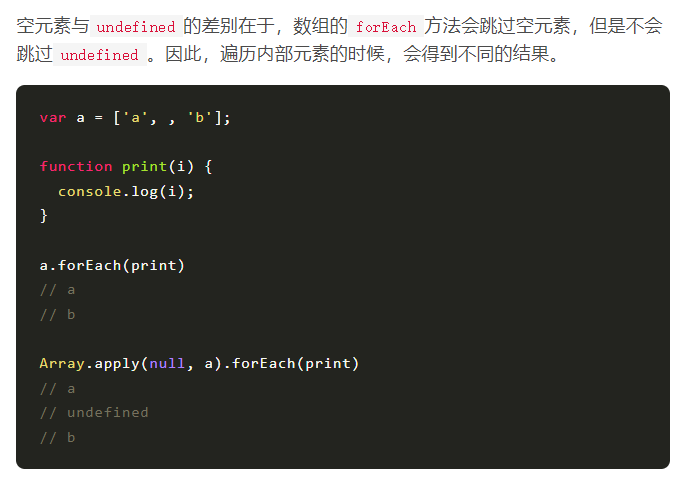 空元素与 undefined 的差别在于，数组的 forEach 方法会跳过空元素，但是不会
跳过 undefined 。因此，遍历内部元素的时候，会得到不同的结果。
var a = ['a', , 'b'];
function print(i) {
  console.log(i);
}
a.forEach(print)
// a
// b
Array.apply(null, a).forEach(print)
// a
// undefined
// b